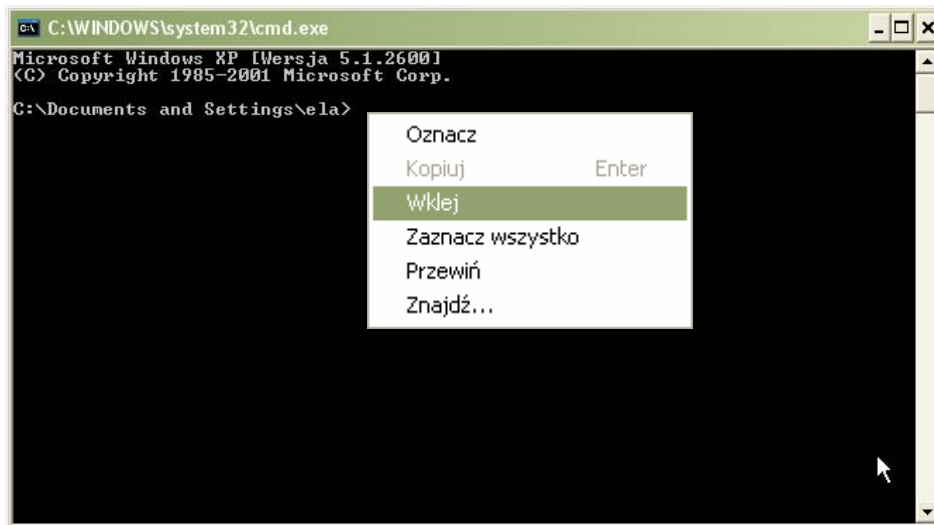 C:\WINDOWS\system32\cmd.exe
Microsoft Windows XP [Wersja 5.1.2600]
(C) Copyright 1985-2001 Microsoft Corp.
C:\Documents and Settings\ela>
Oznacz
Kopiuj Enter
Wklej
Zaznacz wszystko
Przewiń
Znajdź...